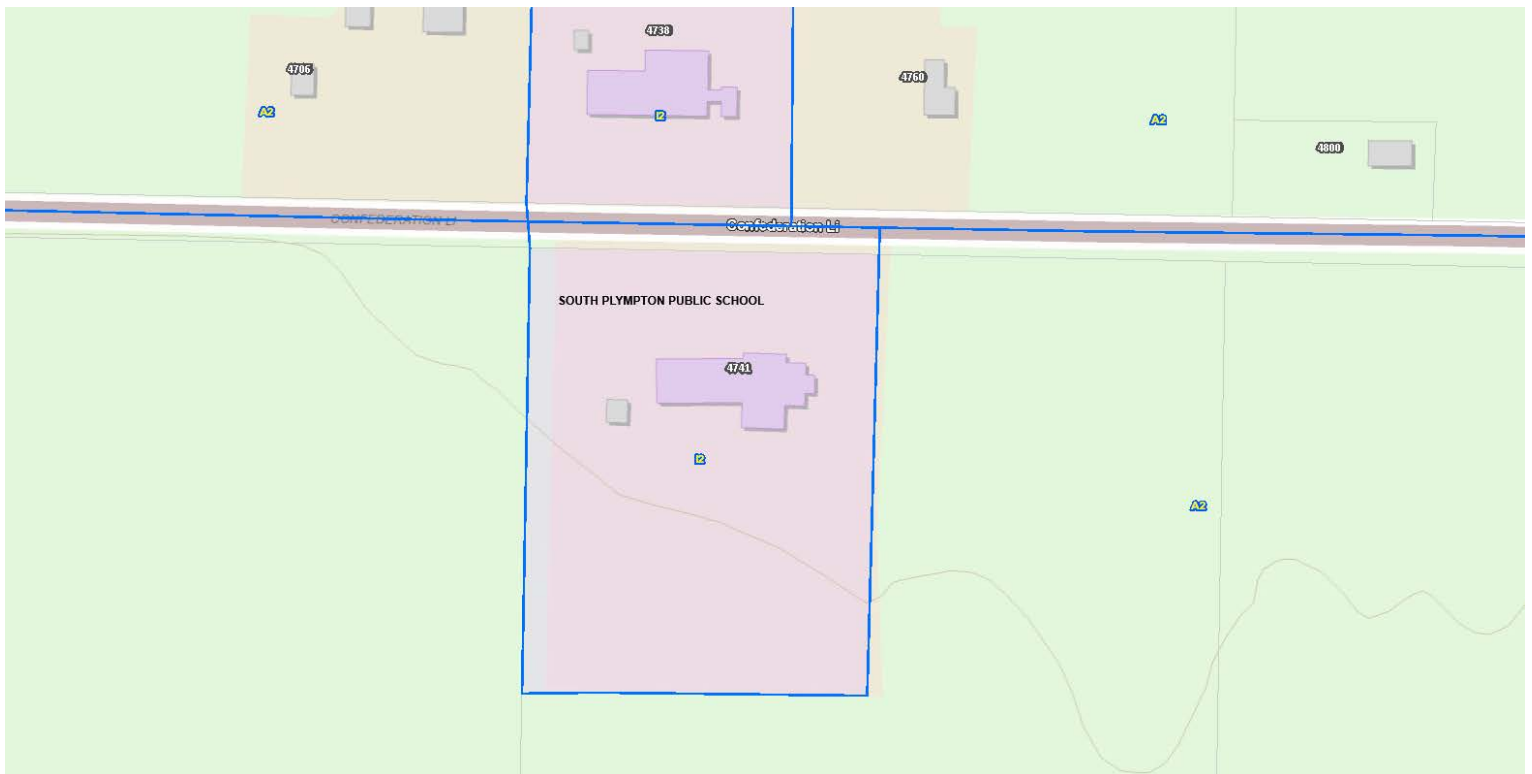 4738
4706
4760
A2
I2
A2
4800
CONFEDERATION LI
Confederation Li
SOUTH PLYMPTON PUBLIC SCHOOL
4741
I2
A2